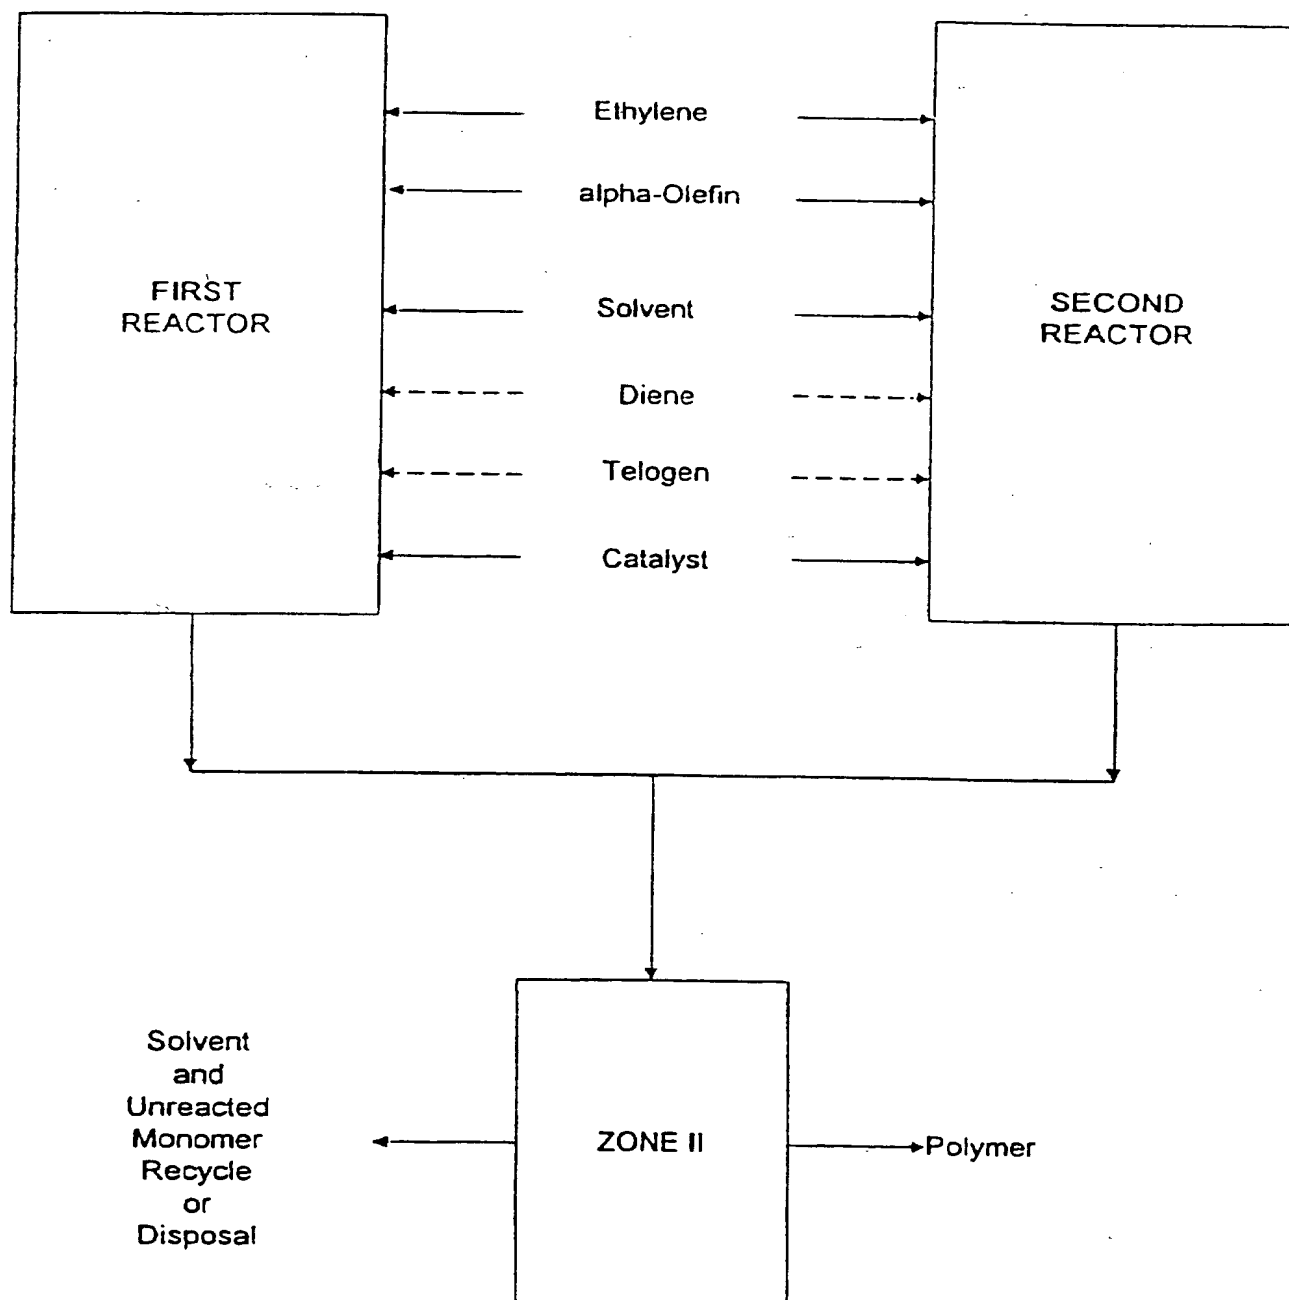 Ethylene
alpha-Olefin
FIRST
REACTOR
Solvent
SECOND
REACTOR
Diene
Telogen
Catalyst
Solvent
and
Unreacted
Monomer
Recycle
or
Disposal
ZONE II
Polymer